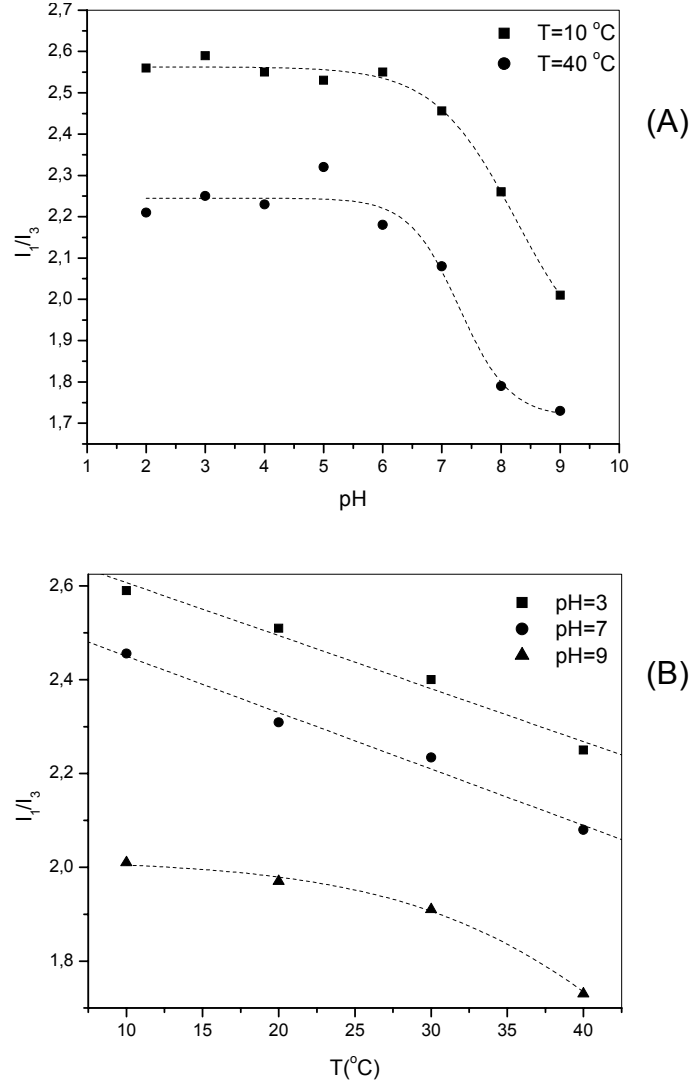 2,7
2,6
2,5
2,4
2,3
2,2
2,1
2,0
1,9
1,8
1,7
I1/I3
1 2 3 4 5 6 7 8 9 10
pH
T=10 °C
T=40 °C
(A)
2,6
2,4
2,2
2,0
1,8
I1/I3
10 15 20 25 30 35 40
T(°C)
pH=3
pH=7
pH=9
(B)